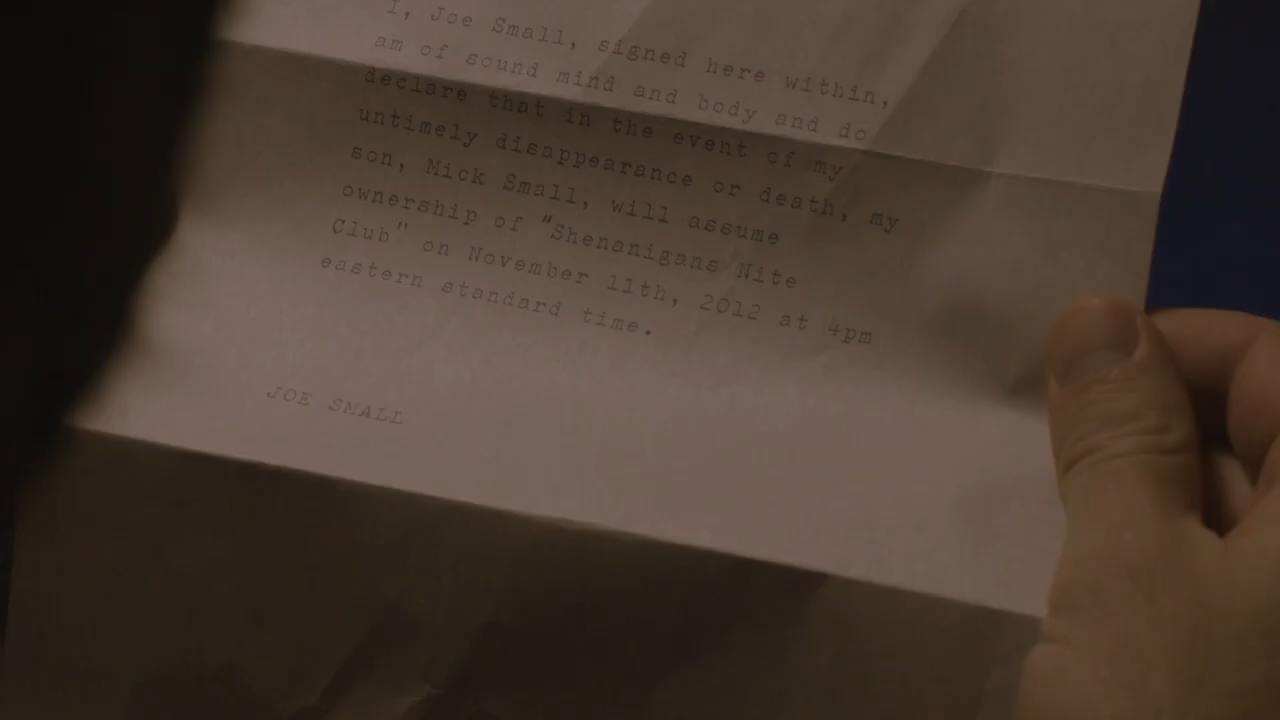 I, Joe Small, signed here within,
am of sound mind and body and do
declare that in the event of my
untimely disappearance or death, my
son, Mick Small, will assume
ownership of "Shenanigans Nite
Club" on November 11th, 2012 at 4pm
eastern standard time.
JOE SMALL